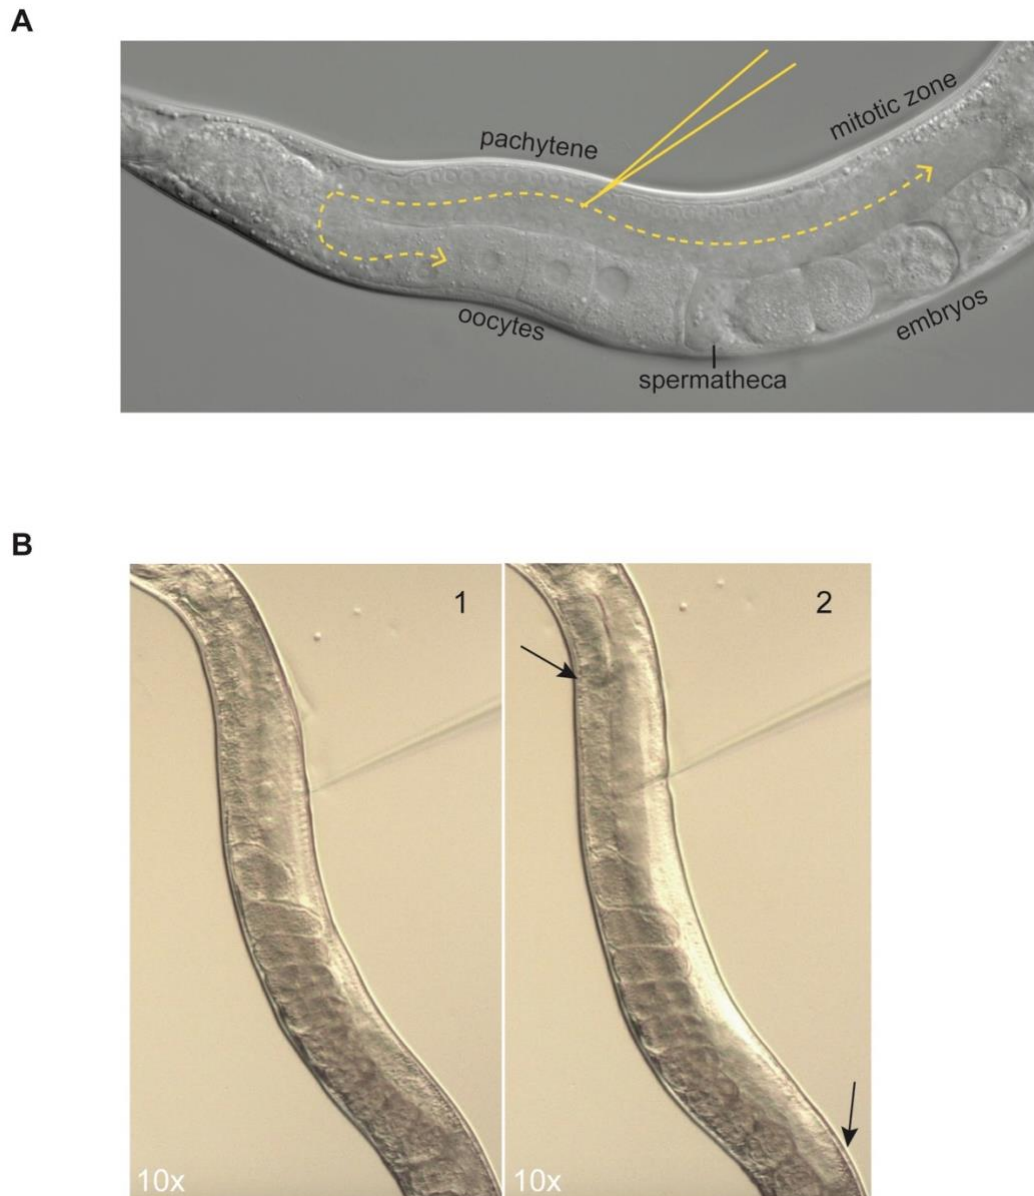 A
pachytene
mitotic zone
oocytes
embryos
spermatheca
B
1
2
10x
10x